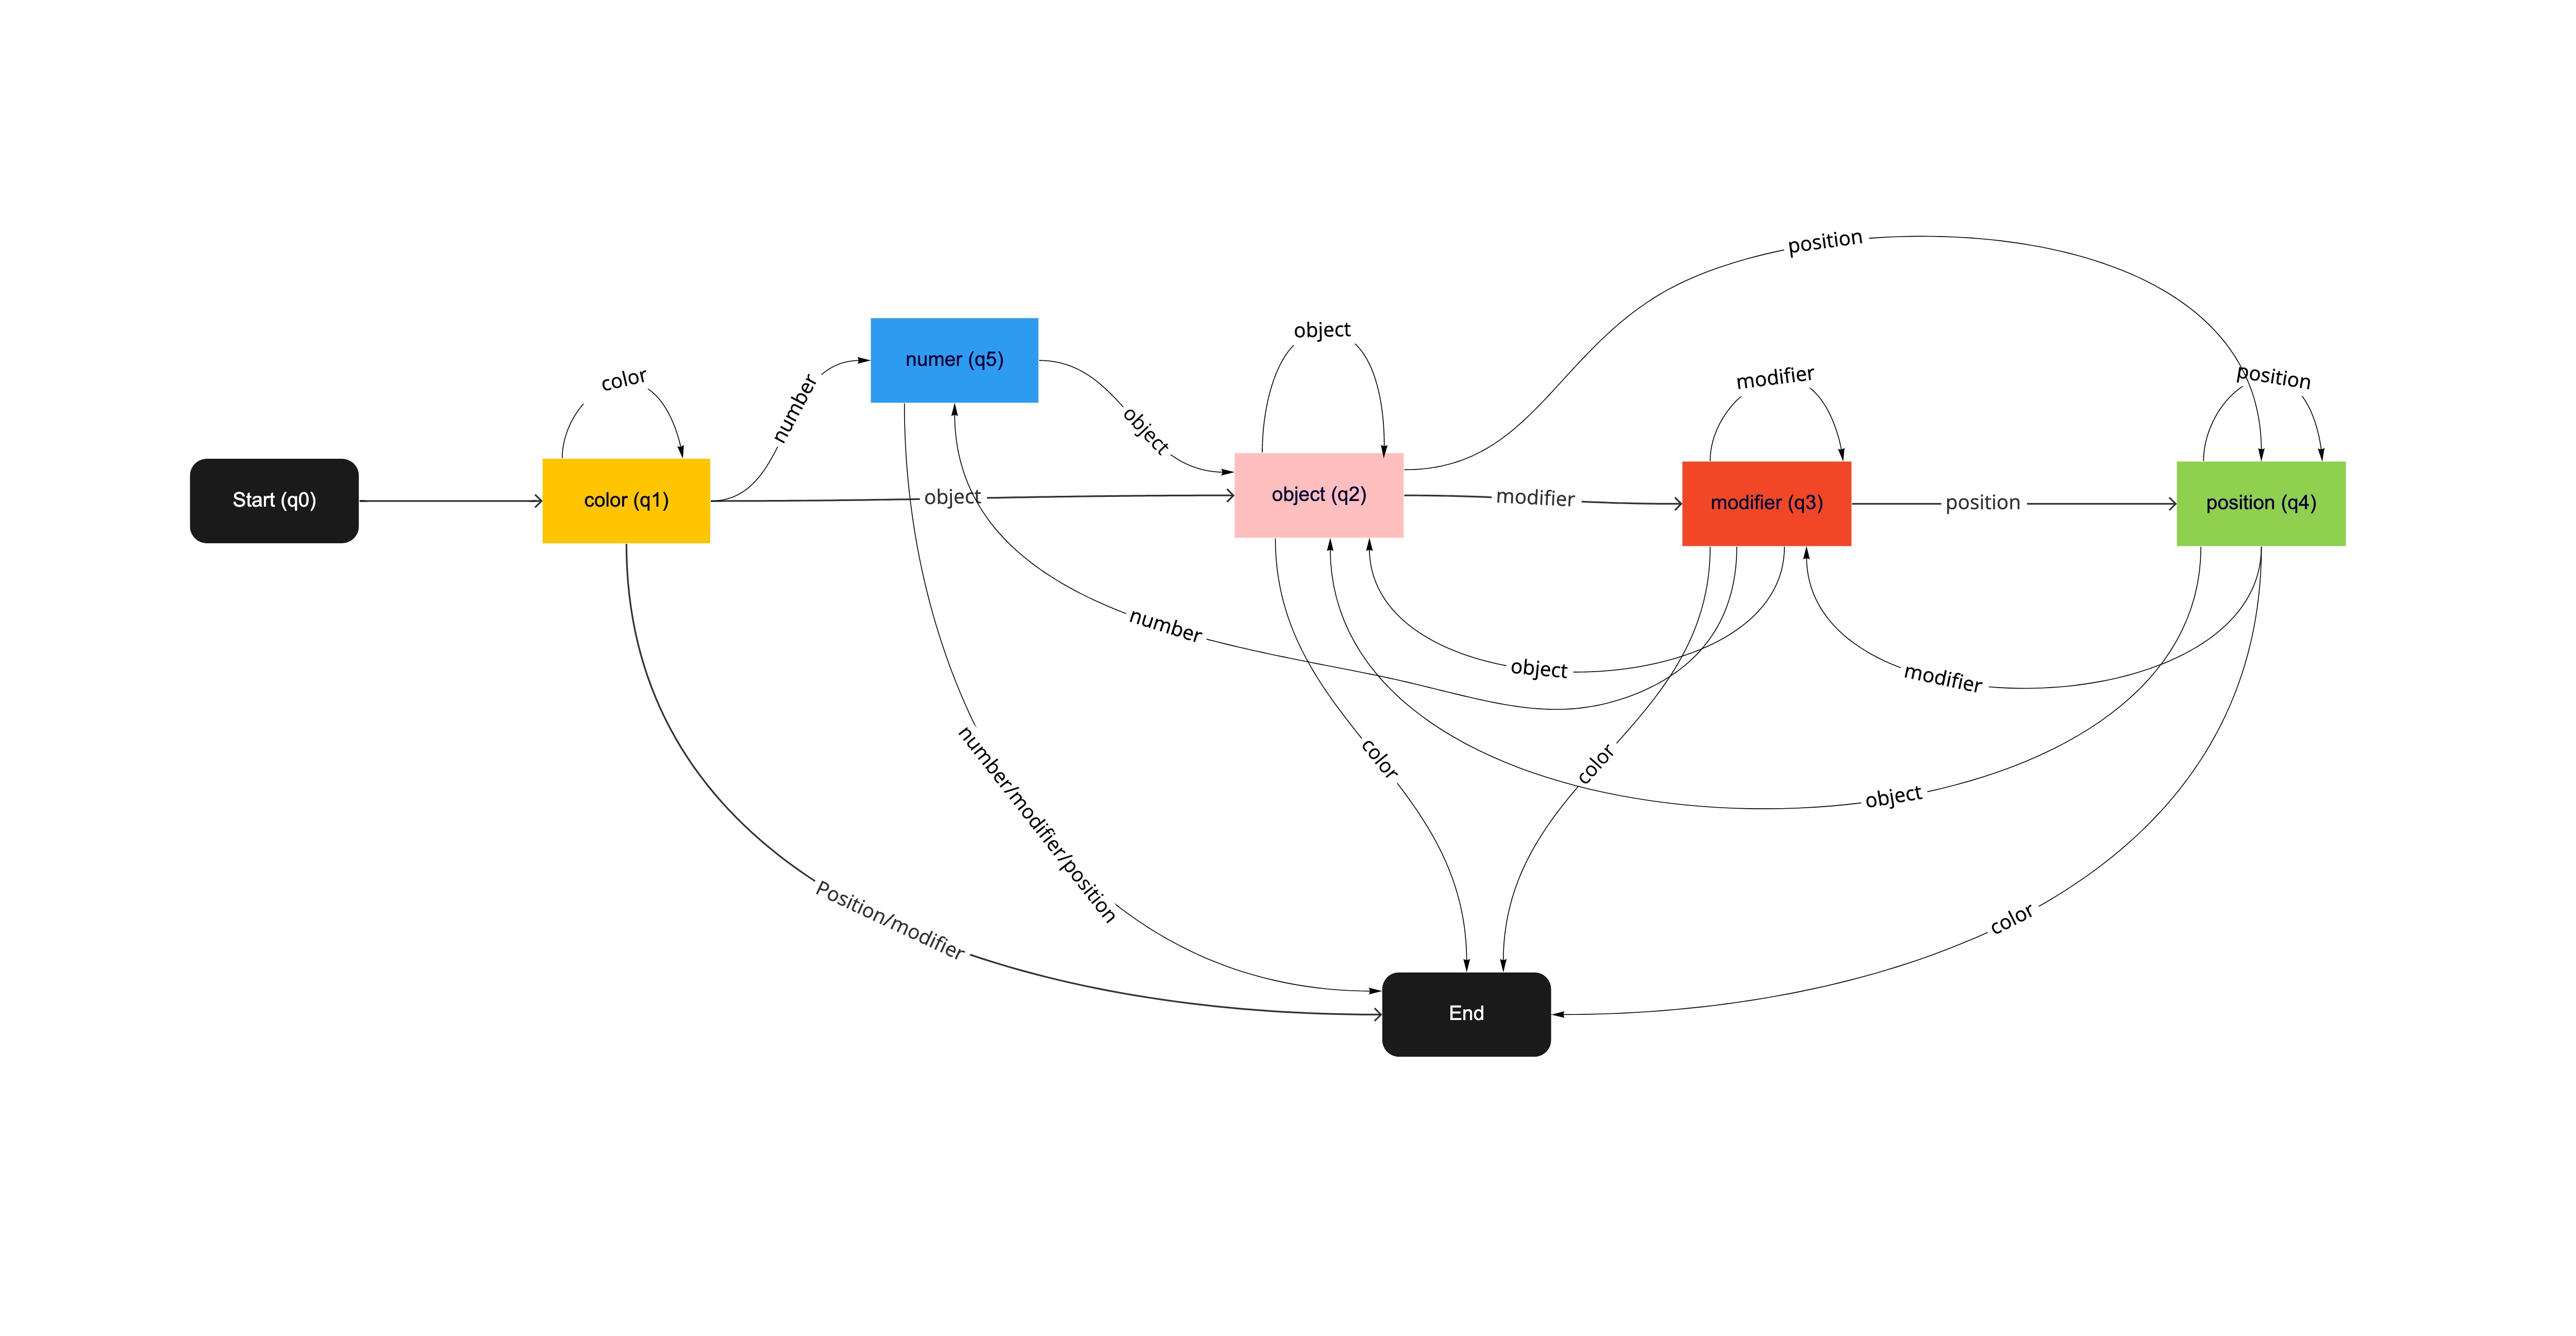 position
object
modifier
position
color
numer (q5)
number
object
Start (q0)
color (q1)
object
object (q2)
modifier
modifier (q3)
position
position (q4)
number
object
modifier
color
color
number/modifier/position
object
Position/modifier
color
End